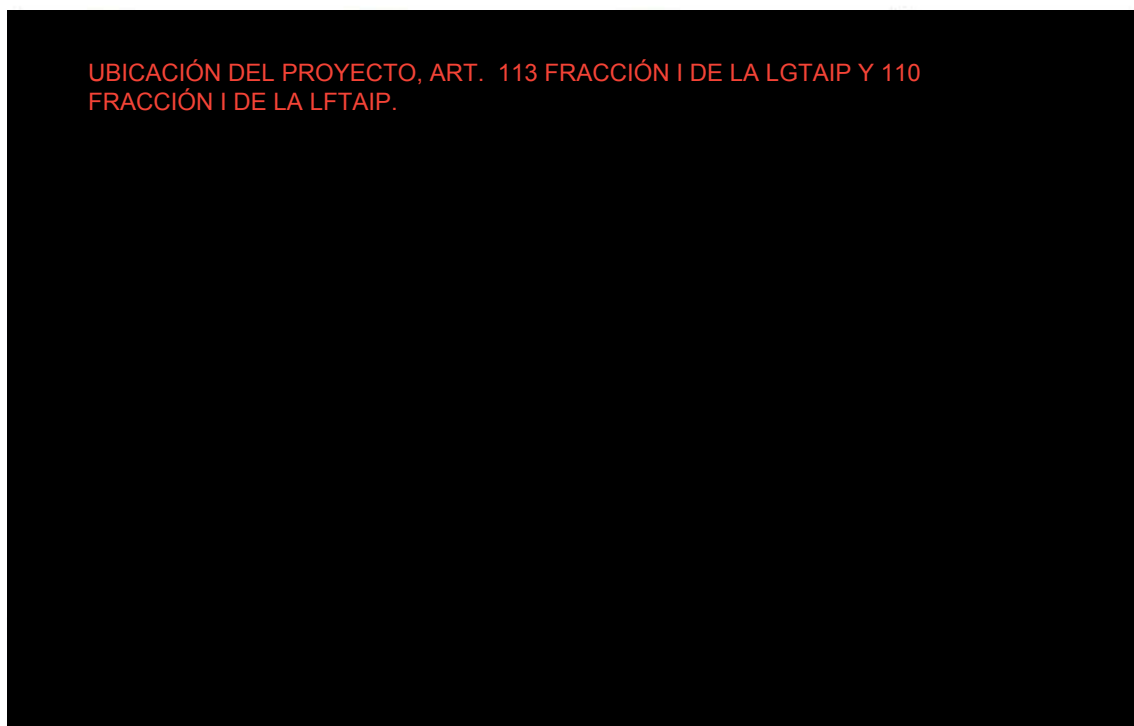 UBICACIÓN DEL PROYECTO, ART.  113 FRACCIÓN I DE LA LGTAIP Y 110
FRACCIÓN I DE LA LFTAIP.